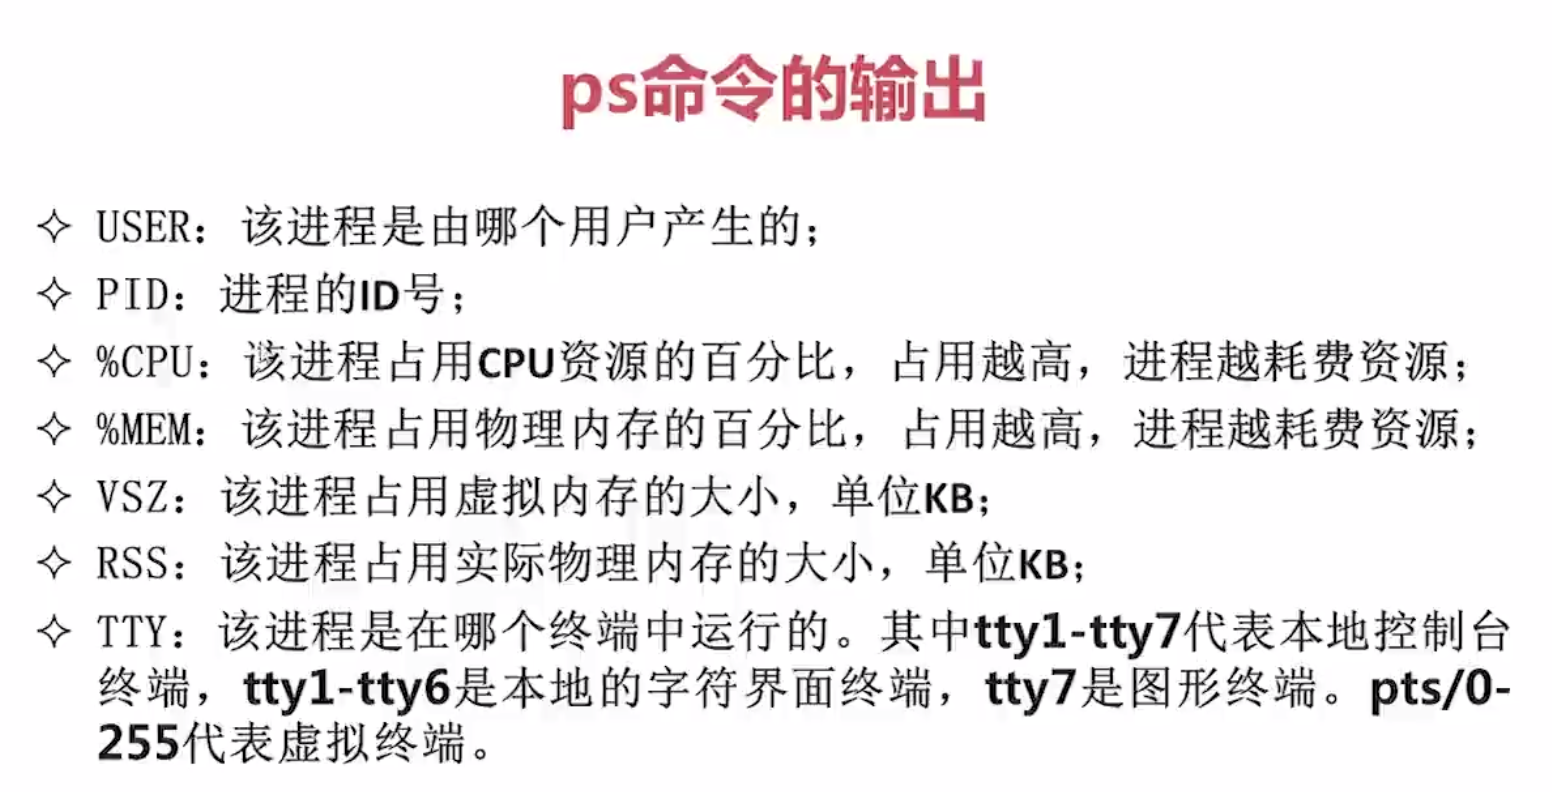 ps命令的输出
✧ USER：该进程是由哪个用户产生的；
✧ PID：进程的ID号；
✧ %CPU：该进程占用CPU资源的百分比，占用越高，进程越耗费资源；
✧ %MEM：该进程占用物理内存的百分比，占用越高，进程越耗费资源；
✧ VSZ：该进程占用虚拟内存的大小，单位KB；
✧ RSS：该进程占用实际物理内存的大小，单位KB；
✧ TTY：该进程是在哪个终端中运行的。其中tty1-tty7代表本地控制台
终端，tty1-tty6是本地的字符界面终端，tty7是图形终端。pts/0-
255代表虚拟终端。